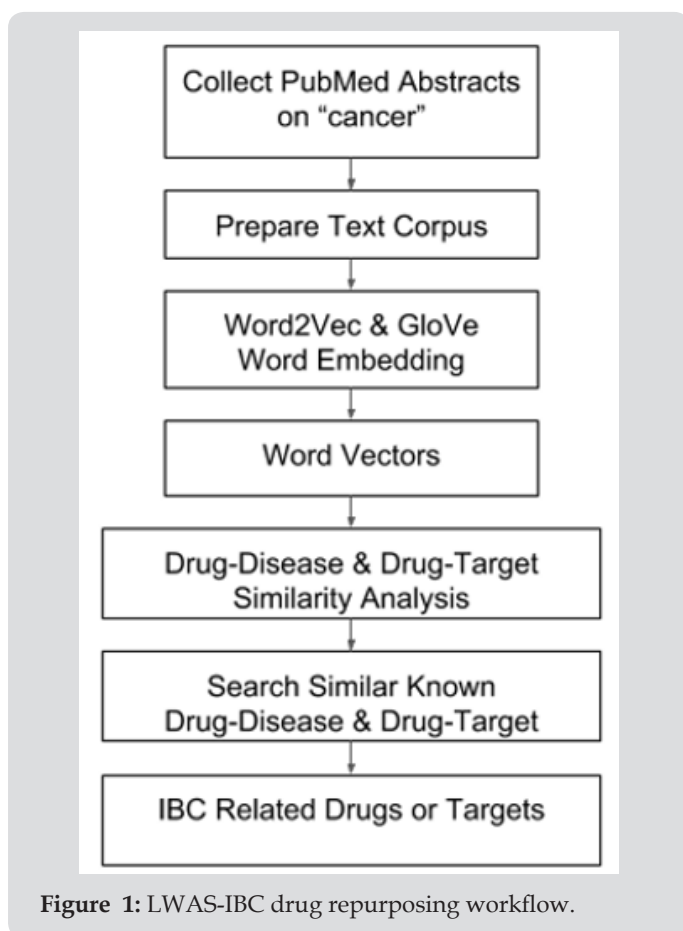 Collect PubMed Abstracts
on “cancer”
Prepare Text Corpus
Word2Vec & GloVe
Word Embedding
Word Vectors
Drug-Disease & Drug-Target
Similarity Analysis
Search Similar Known
Drug-Disease & Drug-Target
IBC Related Drugs or Targets
Figure 1: LWAS-IBC drug repurposing workflow.